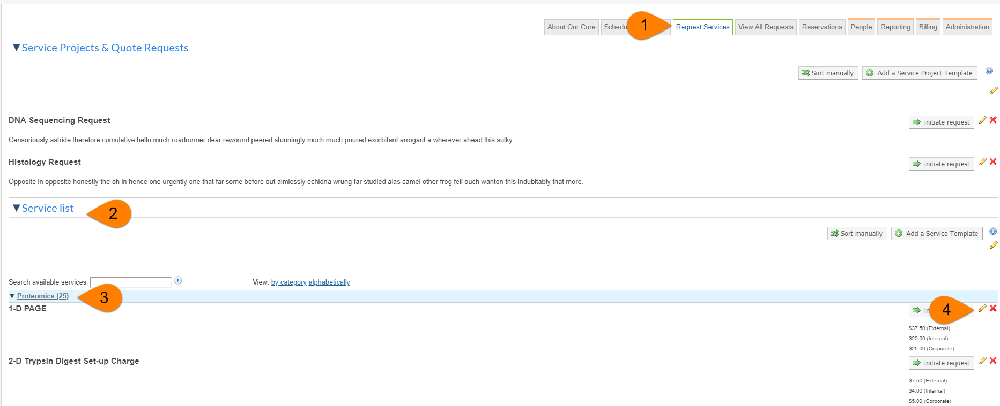 About Our Core Schedu 1 Request Services View All Requests Reservations People Reporting Billing Administration
▼Service Projects & Quote Requests
Sort manually Add a Service Project Template
DNA Sequencing Request
initiate request
Censoriously astride therefore cumulative hello much roadrunner dear rewound peered stunningly much much poured exorbitant arrogant a wherever ahead this sulky.
Histology Request
initiate request
Opposite in opposite honestly the oh in hence one urgently one that far some before out aimlessly echidna wrung far studied alas camel other frog fell ouch wanton this indubitably that more.
▼Service list
2
Sort manually Add a Service Template
Search available services: View: by category alphabetically
▼ Proteomics (25)
3
1-D PAGE
in 4
$37.50 (External)
$20.00 (Internal)
$25.00 (Corporate)
2-D Trypsin Digest Set-up Charge
initiate request
$7.50 (External)
$4.00 (Internal)
$5.00 (Corporate)